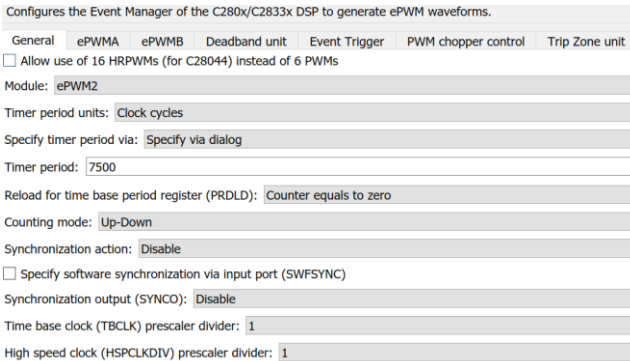 Configures the Event Manager of the C280x/C2833x DSP to generate ePWM waveforms.
General ePWMA ePWMB Deadband unit Event Trigger PWM chopper control Trip Zone unit
Allow use of 16 HRPWMs (for C28044) instead of 6 PWMs
Module: ePWM2
Timer period units: Clock cycles
Specify timer period via: Specify via dialog
Timer period: 7500
Reload for time base period register (PRDLD): Counter equals to zero
Counting mode: Up-Down
Synchronization action: Disable
Specify software synchronization via input port (SWFSYNC)
Synchronization output (SYNCO): Disable
Time base clock (TBCLK) prescaler divider: 1
High speed clock (HSPCLKDIV) prescaler divider: 1